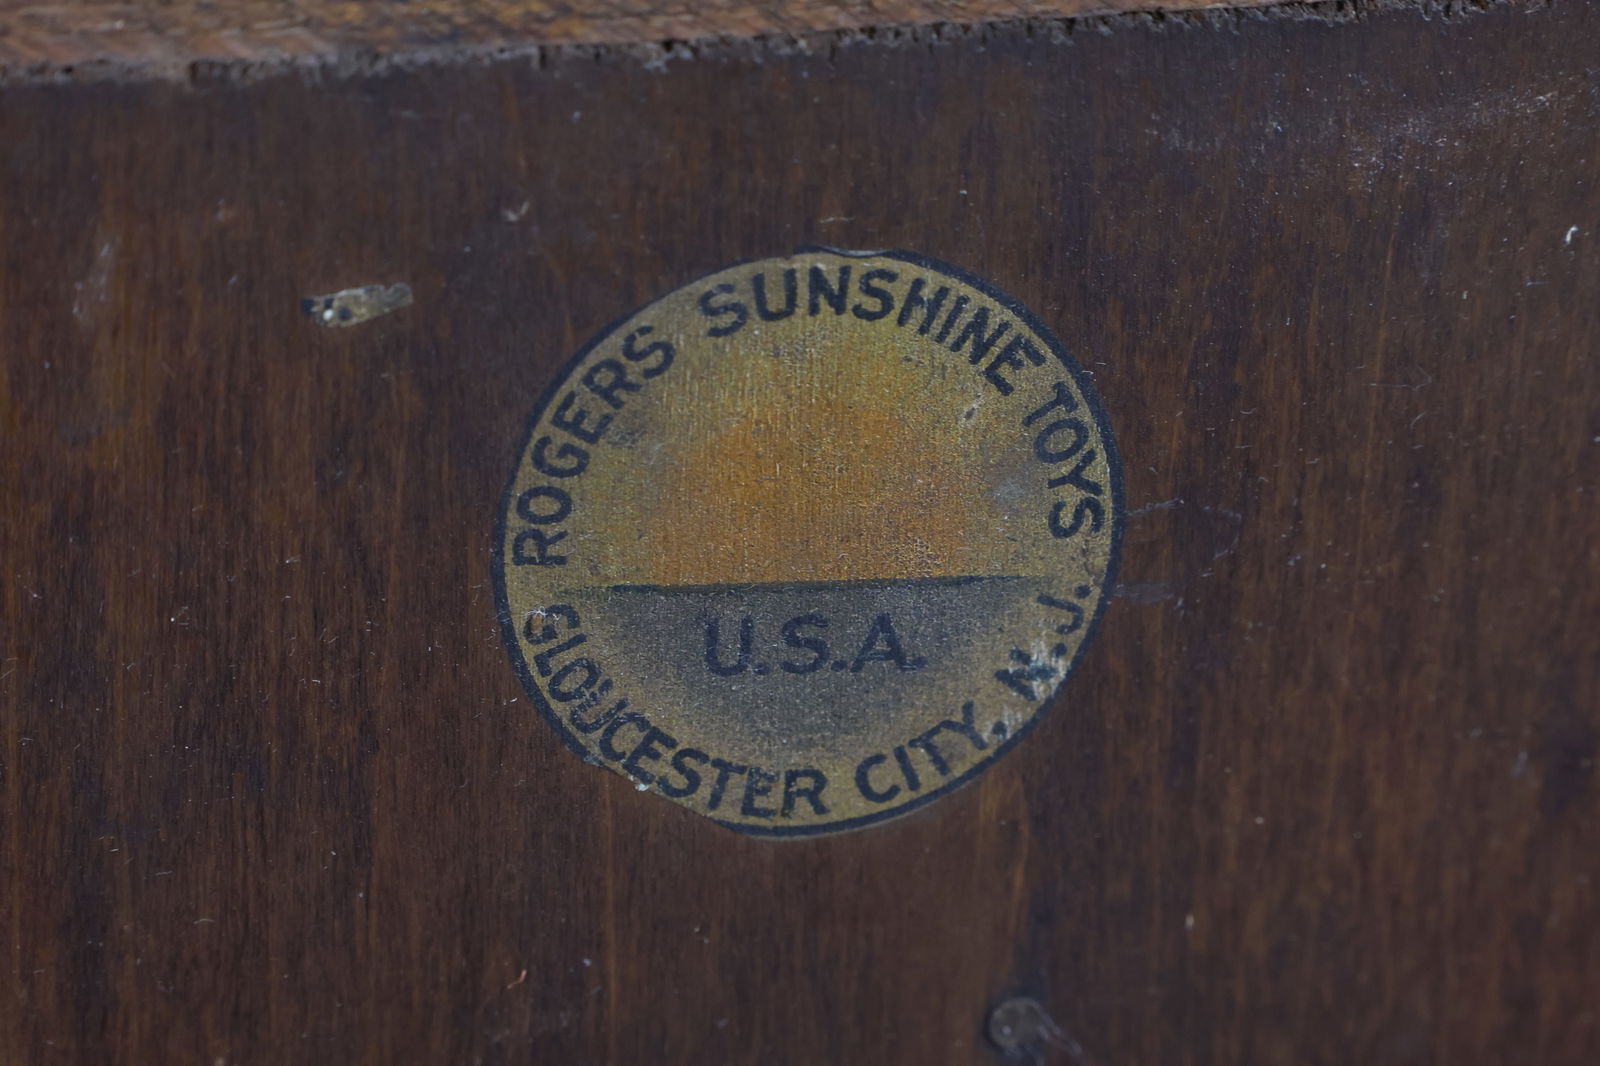 ROGERS SUNSHINE TOYS
U.S.A.
GLOUCESTER CITY, N.J.